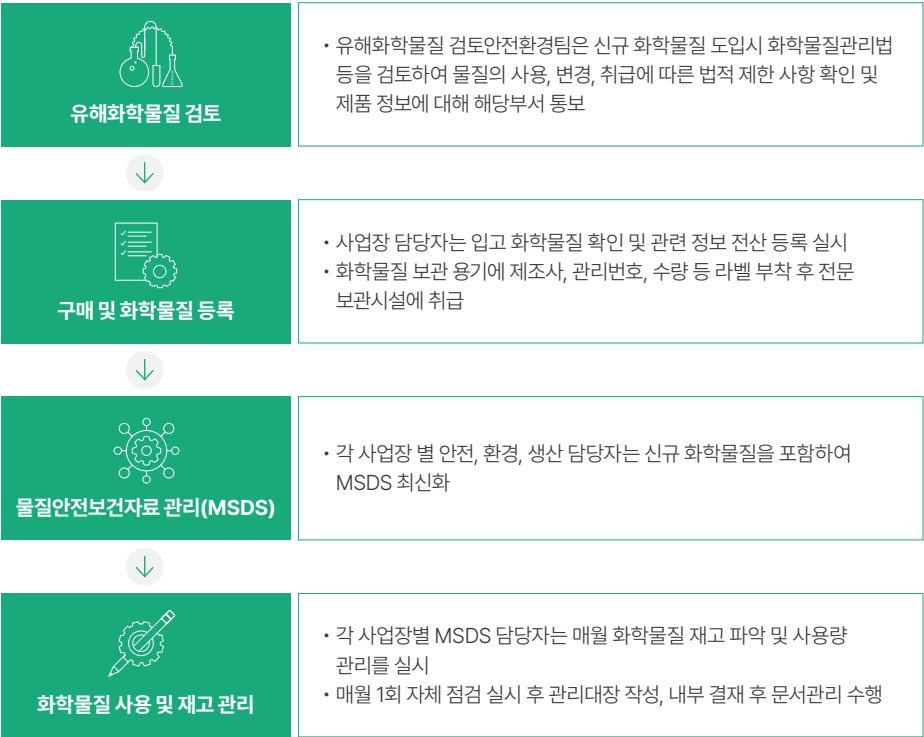 유해화학물질 검토
• 유해화학물질 검토안전환경팀은 신규 화학물질 도입시 화학물질관리법
등을 검토하여 물질의 사용, 변경, 취급에 따른 법적 제한 사항 확인 및
제품 정보에 대해 해당부서 통보
구매 및 화학물질 등록
• 사업장 담당자는 입고 화학물질 확인 및 관련 정보 전산 등록 실시
• 화학물질 보관 용기에 제조사, 관리번호, 수량 등 라벨 부착 후 전문
보관시설에 취급
물질안전보건자료 관리(MSDS)
• 각 사업장 별 안전, 환경, 생산 담당자는 신규 화학물질을 포함하여
MSDS 최신화
화학물질 사용 및 재고 관리
• 각 사업장별 MSDS 담당자는 매월 화학물질 재고 파악 및 사용량
관리를 실시
• 매월 1회 자체 점검 실시 후 관리대장 작성, 내부 결재 후 문서관리 수행